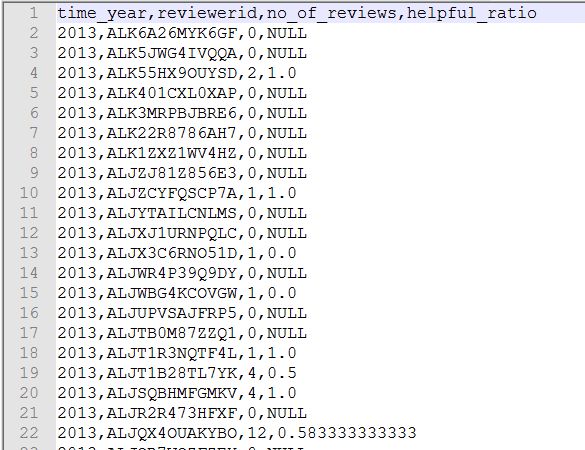 1 time_year,reviewerid,no_of_reviews,helpful_ratio
2 2013,ALK6A26MYK6GF,0,NULL
3 2013,ALK5JWG4IVQQA,0,NULL
4 2013,ALK55HX9OUYSD,2,1.0
5 2013,ALK401CXL0XAP,0,NULL
6 2013,ALK3MRPBJBRE6,0,NULL
7 2013,ALK22R8786AH7,0,NULL
8 2013,ALK1ZXZ1WV4HZ,0,NULL
9 2013,ALJZJ81Z856E3,0,NULL
10 2013,ALJZCYFQSCP7A,1,1.0
11 2013,ALJYTAILCNLMS,0,NULL
12 2013,ALJXJ1URNPQLC,0,NULL
13 2013,ALJX3C6RNO51D,1,0.0
14 2013,ALJWR4P39Q9DY,0,NULL
15 2013,ALJWBG4KCOVGW,1,0.0
16 2013,ALJUPVSAJFRP5,0,NULL
17 2013,ALJTB0M87ZZQ1,0,NULL
18 2013,ALJT1R3NQTF4L,1,1.0
19 2013,ALJT1B28TL7YK,4,0.5
20 2013,ALJSQBHMFGMKV,4,1.0
21 2013,ALJR2R473HFXF,0,NULL
22 2013,ALJQX4OUAKYBO,12,0.583333333333